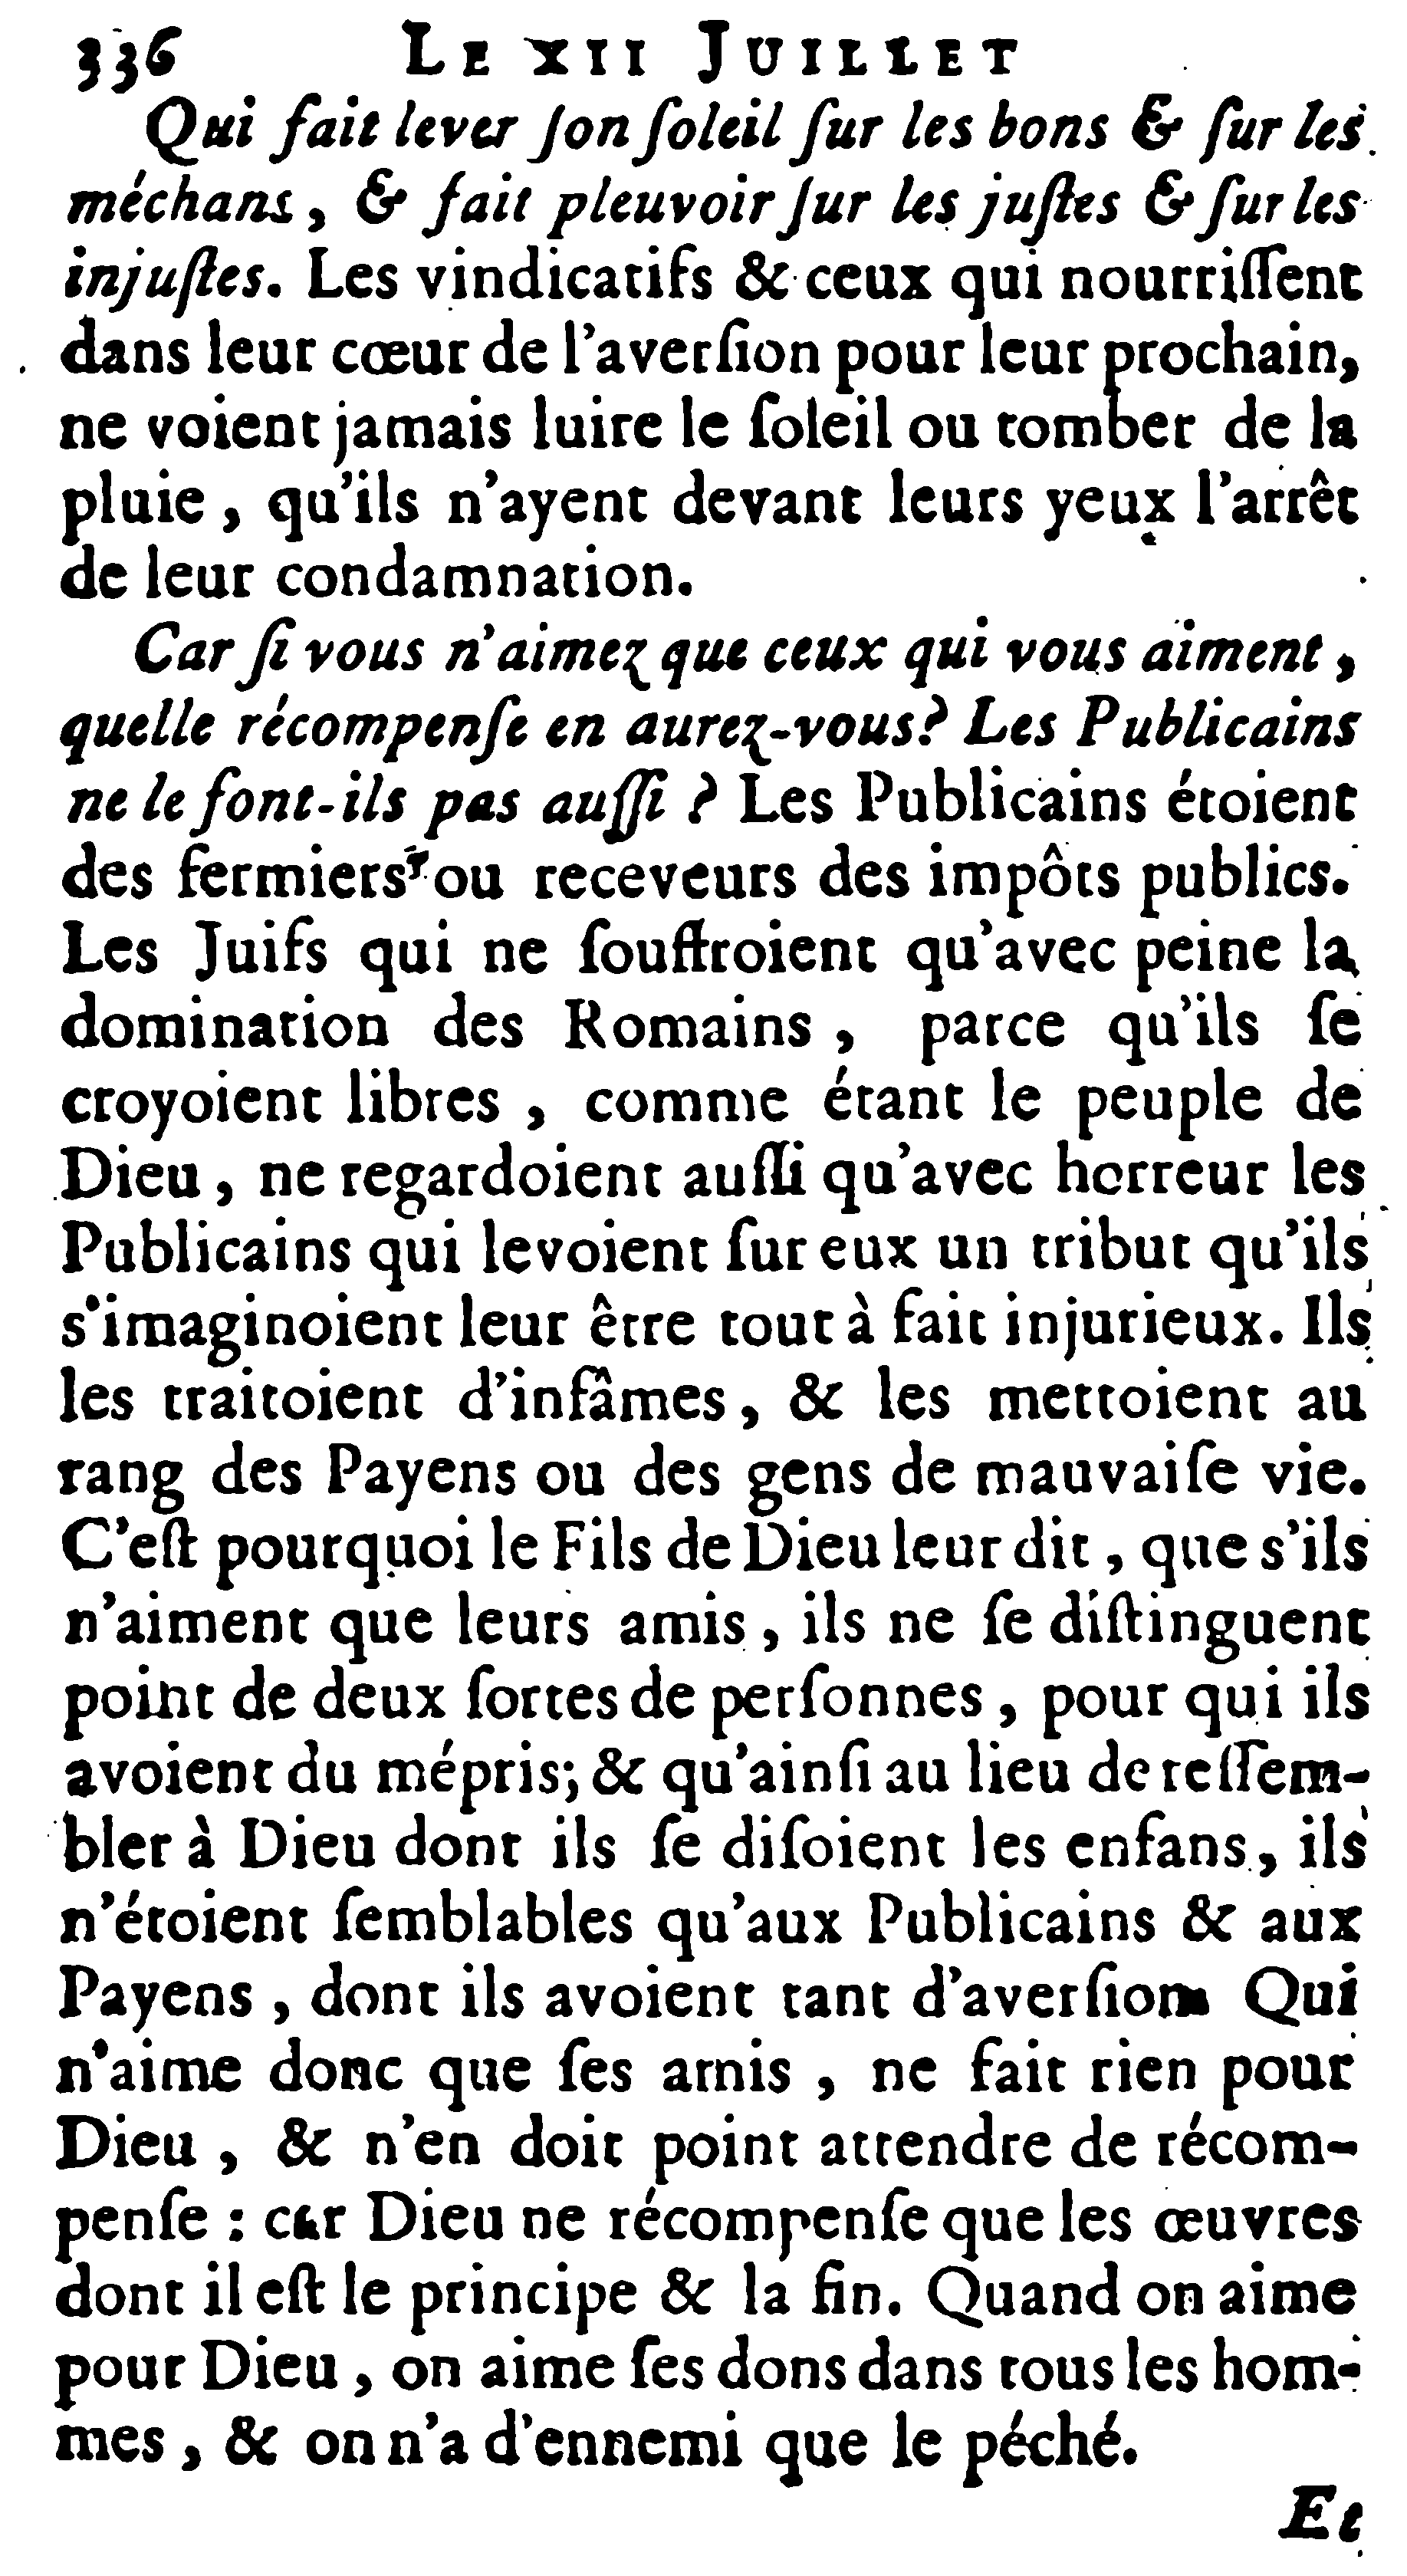 336 LE XII JUILLET
Qui fait lever ſon ſoleil ſur les bons & ſur les
méchans, & fait pleuvoir ſur les juſtes & ſur les
injuſtes. Les vindicatifs & ceux qui nourriſſent
dans leur cœur de l'averſion pour leur prochain,
ne voient jamais luire le ſoleil ou tomber de la
pluie, qu'ils n'ayent devant leurs yeux l'arrêt
de leur condamnation.
Car ſi vous n'aimez que ceux qui vous aiment,
quelle récompenſe en aurez-vous? Les Publicains
ne le font-ils pas auſſi ? Les Publicains étoient
des fermiers ou receveurs des impôts publics.
Les Juifs qui ne ſouffroient qu'avec peine la
domination des Romains, parce qu'ils ſe
croyoient libres, comme étant le peuple de
Dieu, ne regardoient auſſi qu'avec horreur les
Publicains qui levoient ſur eux un tribut qu'ils
s'imaginoient leur être tout à fait injurieux. Ils
les traitoient d'infâmes, & les mettoient au
rang des Payens ou des gens de mauvaiſe vie.
C'eſt pourquoi le Fils de Dieu leur dit, que s'ils
n'aiment que leurs amis, ils ne ſe diſtinguent
point de deux ſortes de perſonnes, pour qui ils
avoient du mépris; & qu'ainſi au lieu de reſſem-
bler à Dieu dont ils ſe diſoient les enfans, ils
n'étoient ſemblables qu'aux Publicains & aux
Payens, dont ils avoient tant d'averſion. Qui
n'aime donc que ſes amis, ne fait rien pour
Dieu, & n'en doit point attendre de récom-
penſe : car Dieu ne récompenſe que les œuvres
dont il eſt le principe & la fin. Quand on aime
pour Dieu, on aime ſes dons dans tous les hom-
mes, & on n'a d'ennemi que le péché.
Et